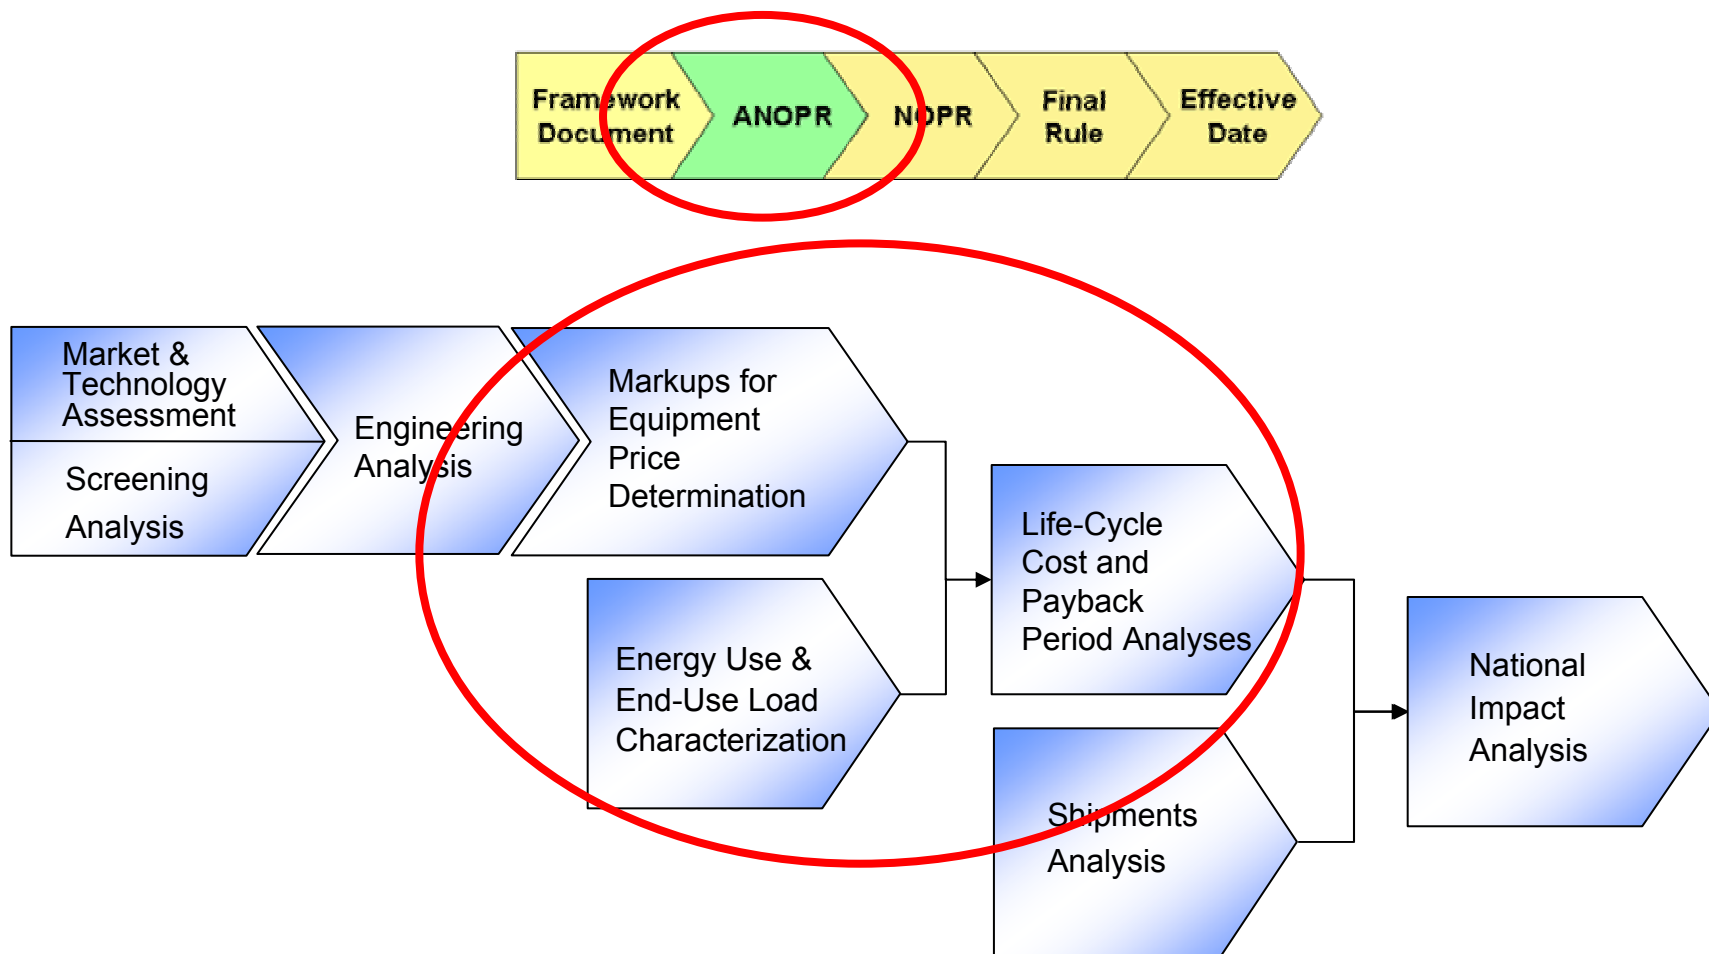 Framework
Document
ANOPR
NOPR
Final
Rule
Effective
Date
Market &
Technology
Assessment
Screening
Analysis
Engineering
Analysis
Markups for
Equipment
Price
Determination
Energy Use &
End-Use Load
Characterization
Life-Cycle
Cost and
Payback
Period Analyses
Shipments
Analysis
National
Impact
Analysis